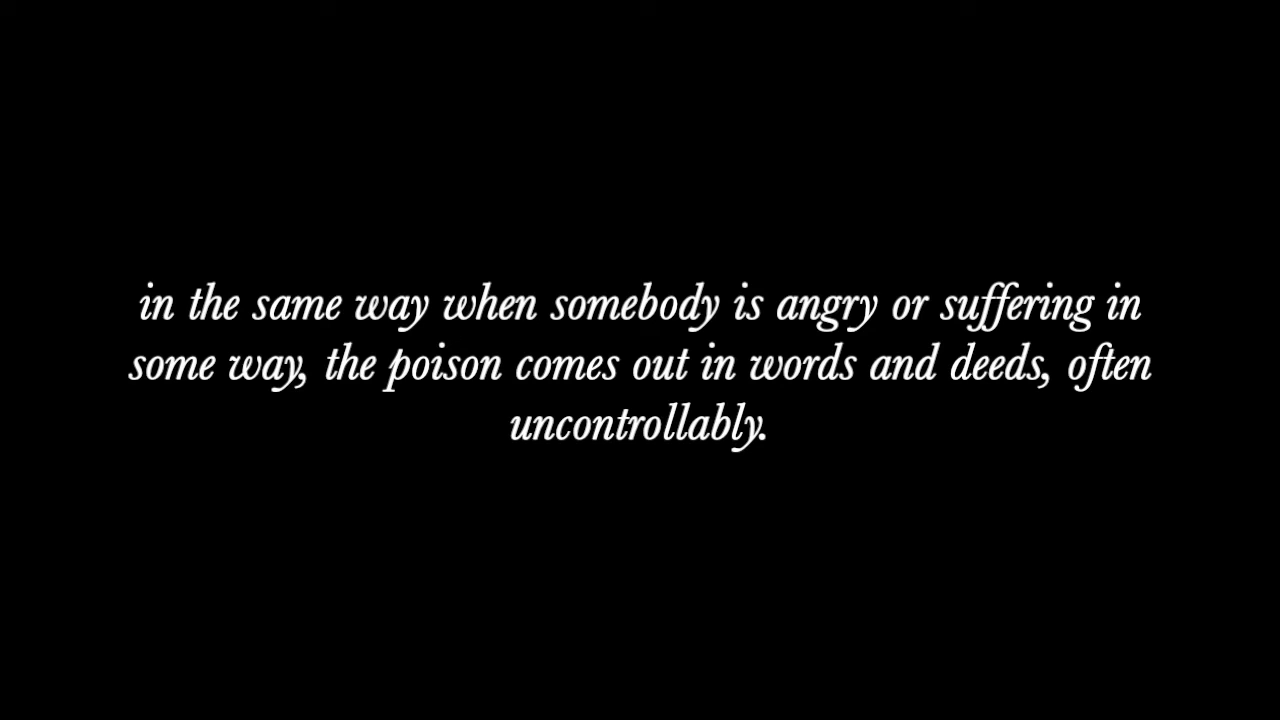 in the same way when somebody is angry or suffering in
some way, the poison comes out in words and deeds, often
uncontrollably.